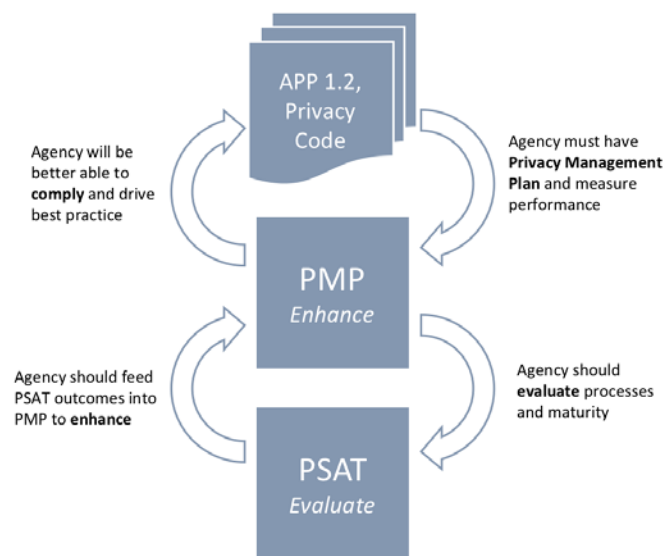 APP 1.2,
Privacy
Code
Agency will be
better able to
comply and drive
best practice
Agency must have
Privacy Management
Plan and measure
performance
PMP
Enhance
Agency should feed
PSAT outcomes into
PMP to enhance
Agency should
evaluate processes
and maturity
PSAT
Evaluate